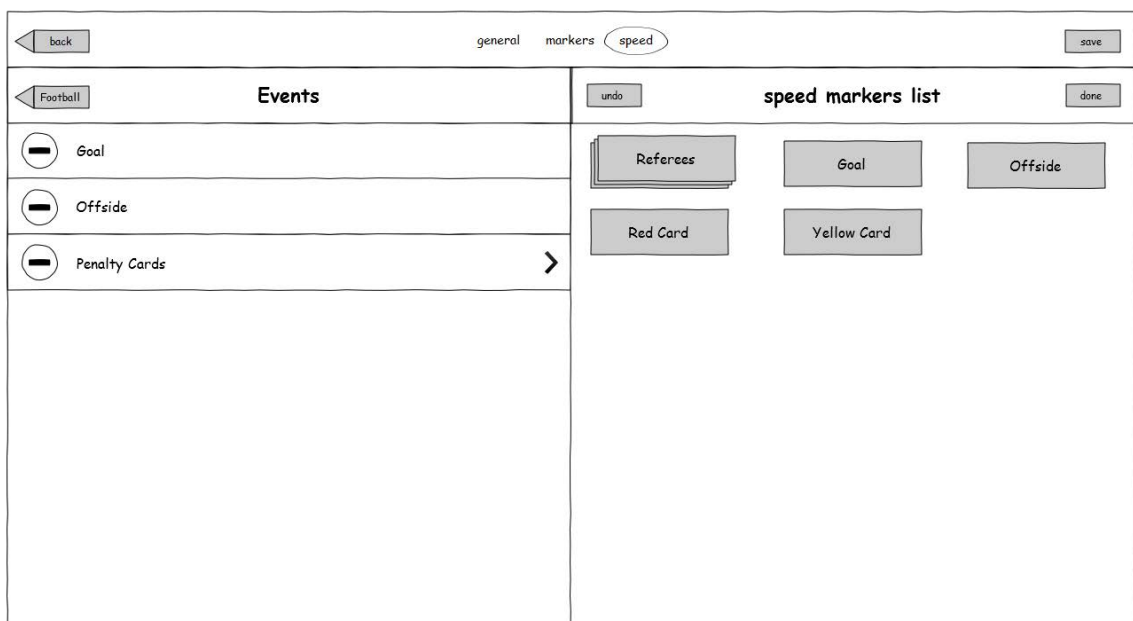 back
general markers speed
save
Football
Events
undo
speed markers list
done
Goal
Offside
Penalty Cards
Referees
Goal
Offside
Red Card
Yellow Card